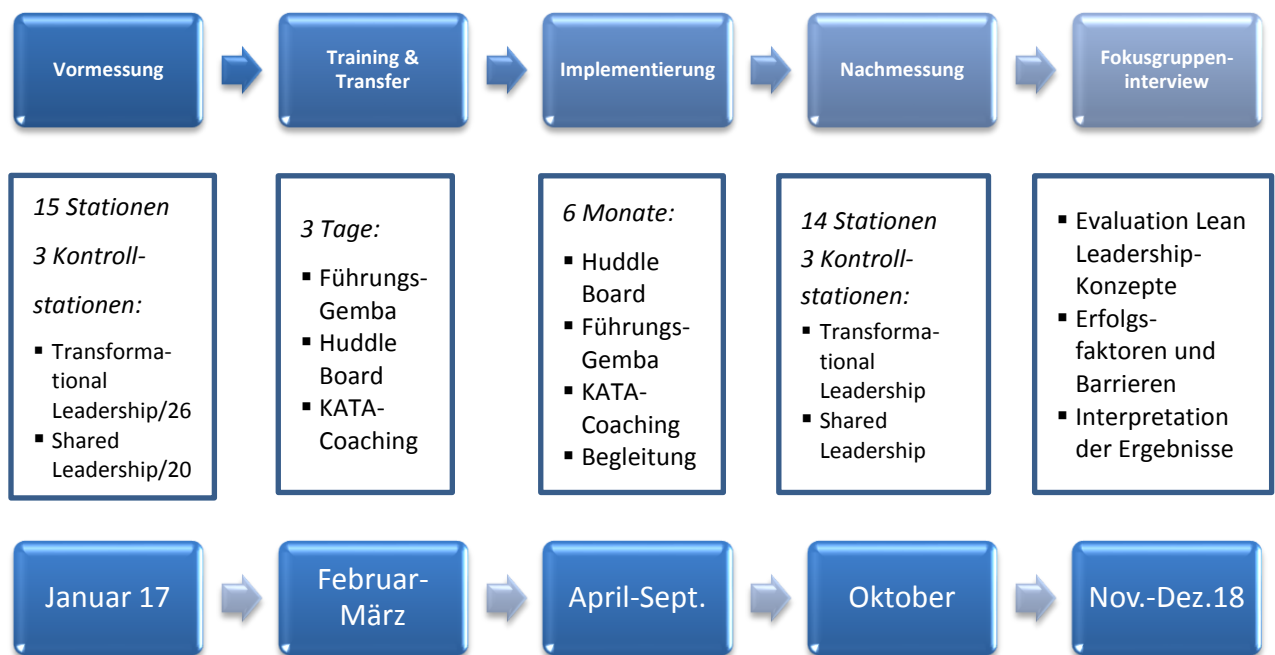 Vormessung
Training &
Transfer
Implementierung
Nachmessung
Fokusgruppen-
interview
15 Stationen
3 Kontroll-
stationen:
▪ Transforma-
tional
Leadership/26
▪ Shared
Leadership/20
3 Tage:
▪ Führungs-
Gemba
▪ Huddle
Board
▪ KATA-
Coaching
6 Monate:
▪ Huddle
Board
▪ Führungs-
Gemba
▪ KATA-
Coaching
▪ Begleitung
14 Stationen
3 Kontroll-
stationen:
▪ Transforma-
tional
Leadership
▪ Shared
Leadership
▪ Evaluation Lean
Leadership-
Konzepte
▪ Erfolgs-
faktoren und
Barrieren
▪ Interpretation
der Ergebnisse
Januar 17
Februar-
März
April-Sept.
Oktober
Nov.-Dez.18